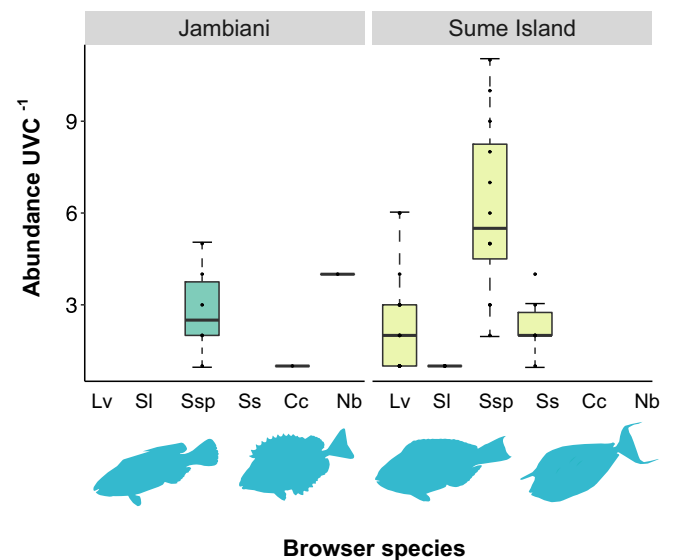 Jambiani Sume Island
Abundance UVC -1
9
6
3
Lv Sl Ssp Ss Cc Nb Lv Sl Ssp Ss Cc Nb
Browser species